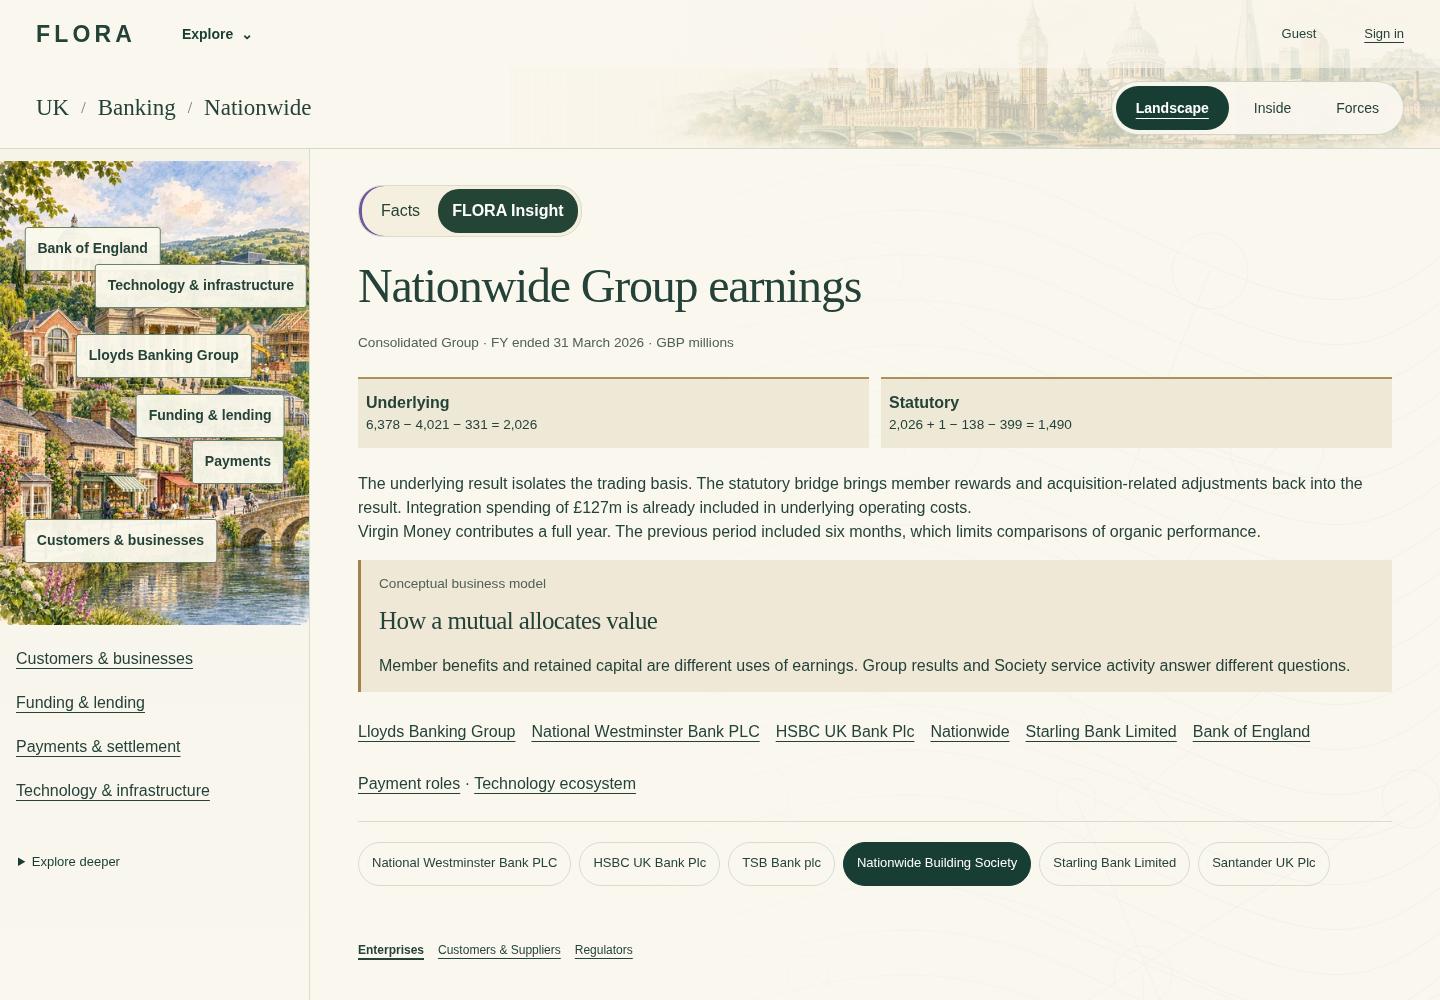 FLORA
Explore
Guest
Sign in
UK / Banking / Nationwide
Landscape
Inside
Forces
Bank of England
Technology & infrastructure
Lloyds Banking Group
Funding & lending
Payments
Customers & businesses
Customers & businesses
Funding & lending
Payments & settlement
Technology & infrastructure
Explore deeper
Facts
FLORA Insight
Nationwide Group earnings
Consolidated Group · FY ended 31 March 2026 · GBP millions
Underlying
6,378 − 4,021 − 331 = 2,026
Statutory
2,026 + 1 − 138 − 399 = 1,490
The underlying result isolates the trading basis. The statutory bridge brings member rewards and acquisition-related adjustments back into the
result. Integration spending of £127m is already included in underlying operating costs.
Virgin Money contributes a full year. The previous period included six months, which limits comparisons of organic performance.
Conceptual business model
How a mutual allocates value
Member benefits and retained capital are different uses of earnings. Group results and Society service activity answer different questions.
Lloyds Banking Group National Westminster Bank PLC HSBC UK Bank Plc Nationwide Starling Bank Limited Bank of England
Payment roles · Technology ecosystem
National Westminster Bank PLC HSBC UK Bank Plc TSB Bank plc Nationwide Building Society Starling Bank Limited Santander UK Plc
Enterprises Customers & Suppliers Regulators